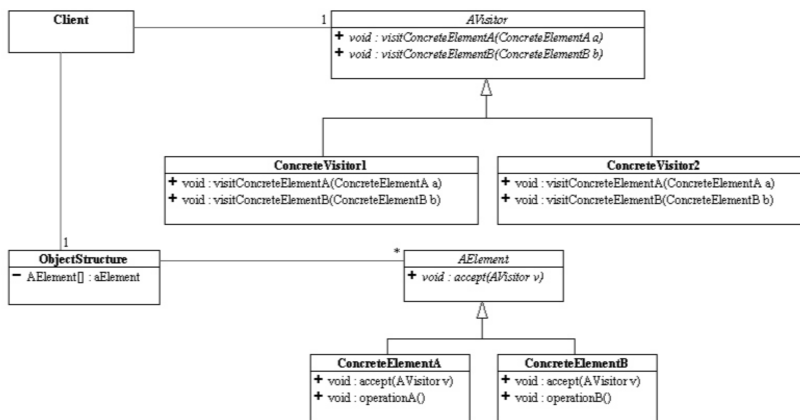 Client
1
AVisitor
+ void : visitConcreteElementA(ConcreteElementA a)
+ void : visitConcreteElementB(ConcreteElementB b)
ConcreteVisitor1
+ void : visitConcreteElementA(ConcreteElementA a)
+ void : visitConcreteElementB(ConcreteElementB b)
ConcreteVisitor2
+ void : visitConcreteElementA(ConcreteElementA a)
+ void : visitConcreteElementB(ConcreteElementB b)
1
ObjectStructure
- AElement[] : aElement
*
AElement
+ void : accept(AVisitor v)
ConcreteElementA
+ void : accept(AVisitor v)
+ void : operationA()
ConcreteElementB
+ void : accept(AVisitor v)
+ void : operationB()